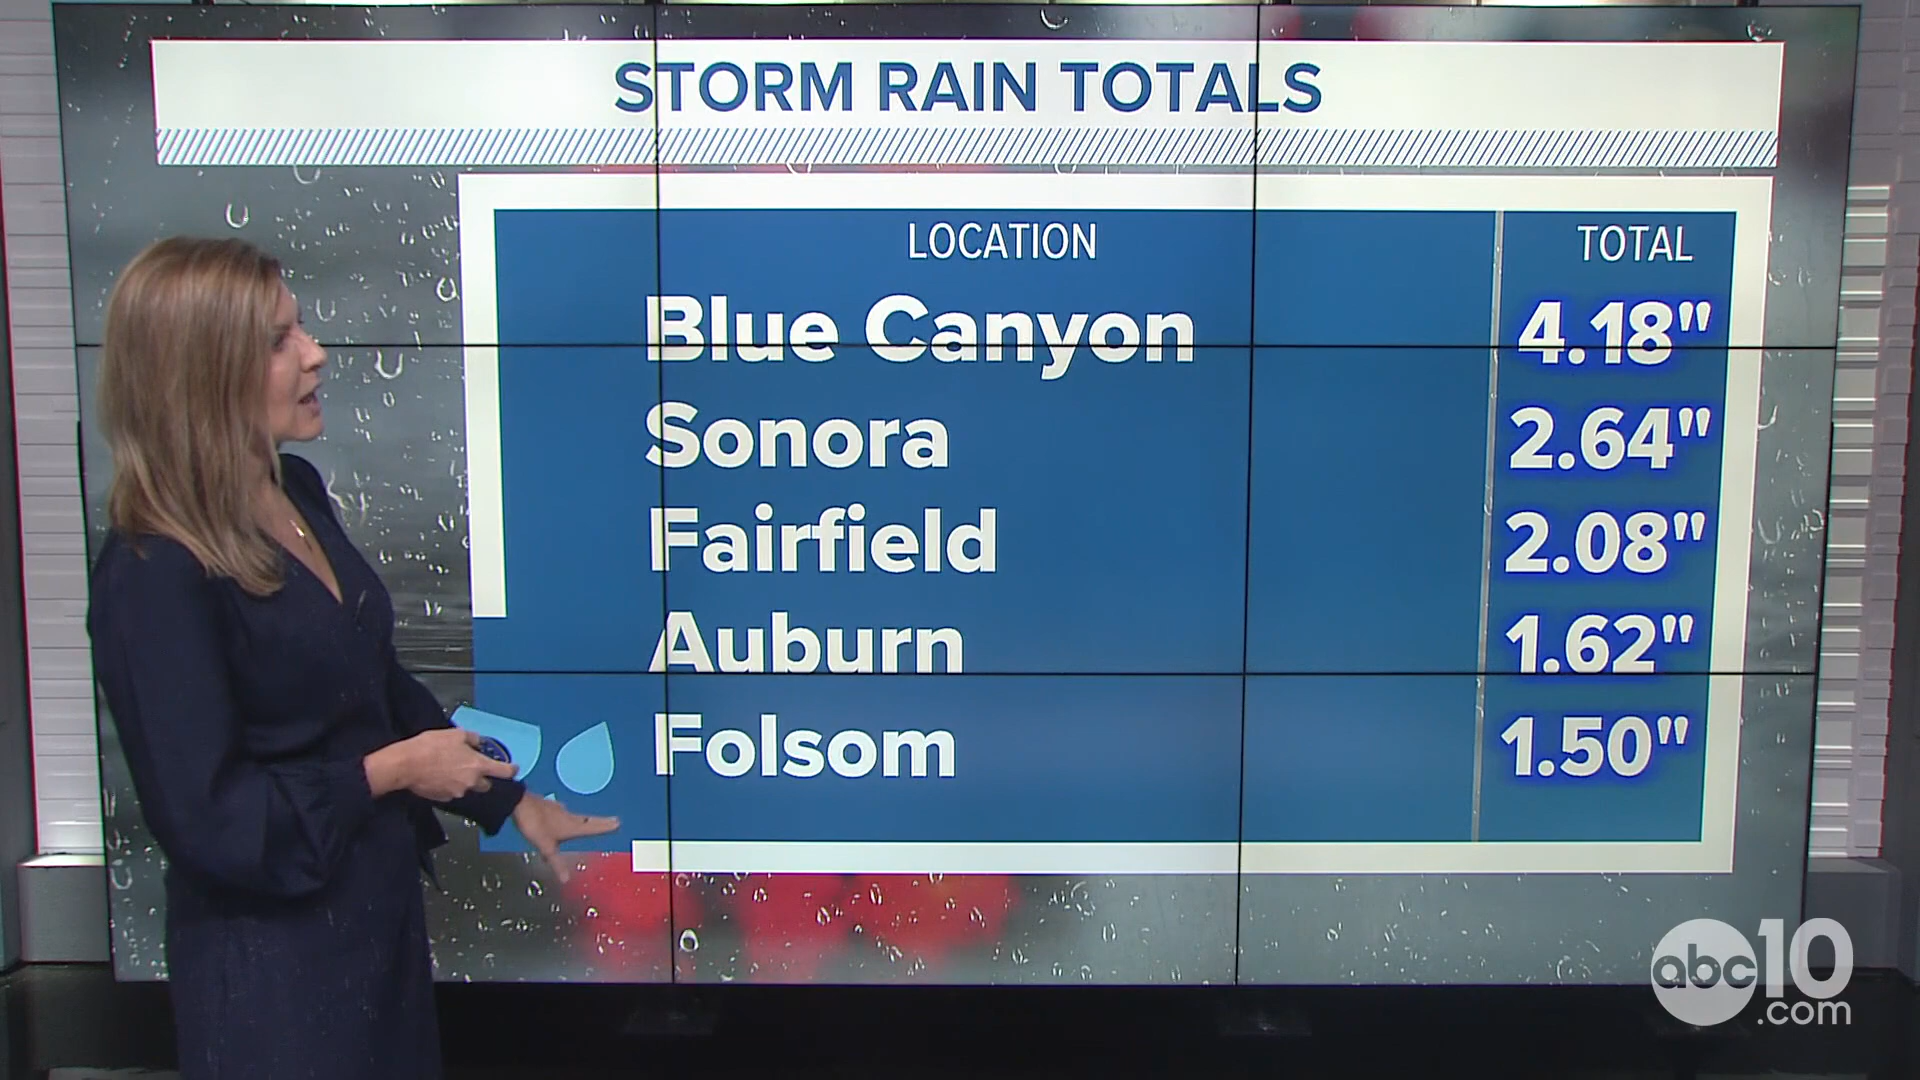 STORM RAIN TOTALS
LOCATION TOTAL
Blue Canyon 4.18"
Sonora 2.64"
Fairfield 2.08"
Auburn 1.62"
Folsom 1.50"
abc10
.com